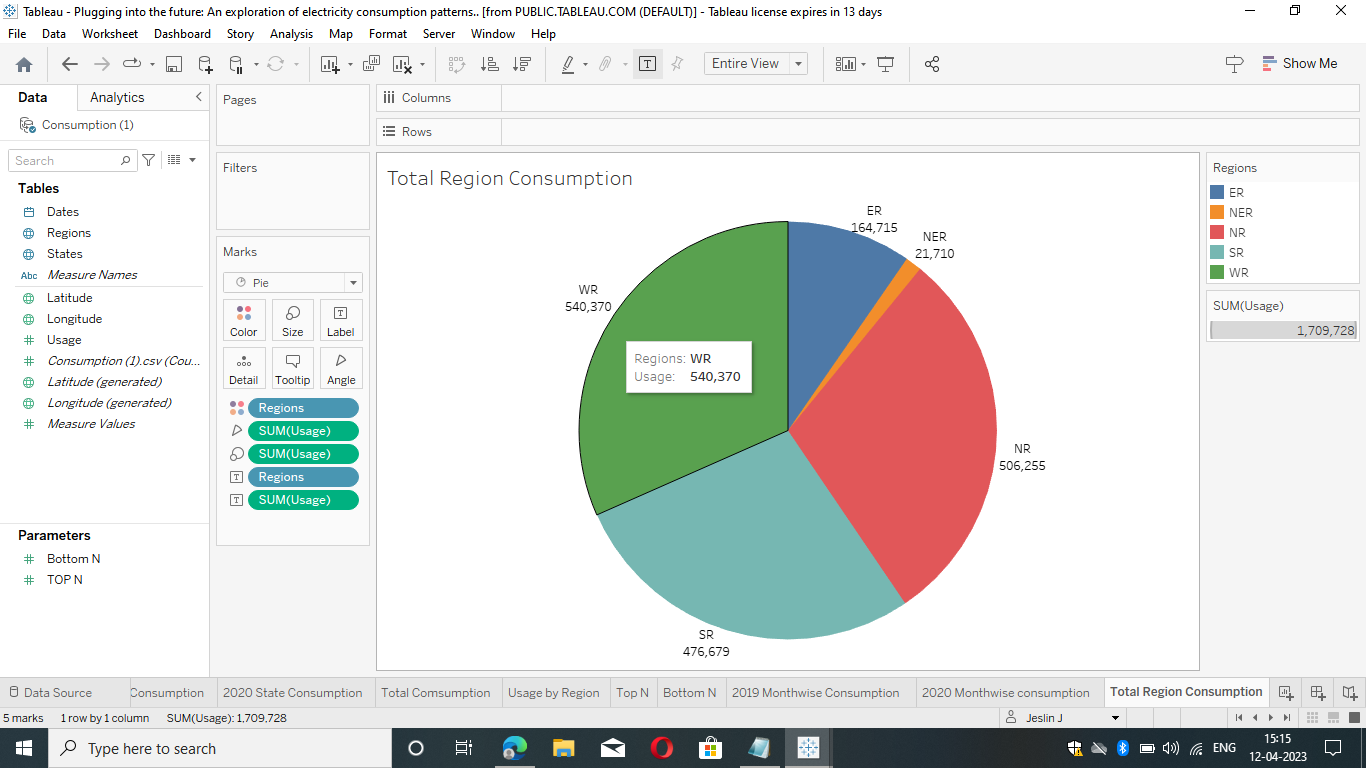 Tableau - Plugging into the future: An exploration of electricity consumption patterns.. [from PUBLIC.TABLEAU.COM (DEFAULT)] - Tableau license expires in 13 days
File Data Worksheet Dashboard Story Analysis Map Format Server Window Help
Entire View
Show Me
Data Analytics
Consumption (1)
Search
Tables
Dates
Regions
States
Abc Measure Names
Latitude
Longitude
Usage
Consumption (1).csv (Cou...
Latitude (generated)
Longitude (generated)
Measure Values
Parameters
Bottom N
TOP N
Pages
Filters
Marks
Pie
Color Size Label
Detail Tooltip Angle
Regions
SUM(Usage)
SUM(Usage)
Regions
SUM(Usage)
Columns
Rows
Total Region Consumption
ER
164,715
NER
21,710
WR
540,370
Regions: WR
Usage: 540,370
NR
506,255
SR
476,679
Regions
ER
NER
NR
SR
WR
SUM(Usage)
1,709,728
Data Source Consumption 2020 State Consumption Total Comsumption Usage by Region Top N Bottom N 2019 Monthwise Consumption 2020 Monthwise consumption Total Region Consumption
5 marks 1 row by 1 column SUM(Usage): 1,709,728 Jeslin J
Type here to search
ENG
15:15
12-04-2023